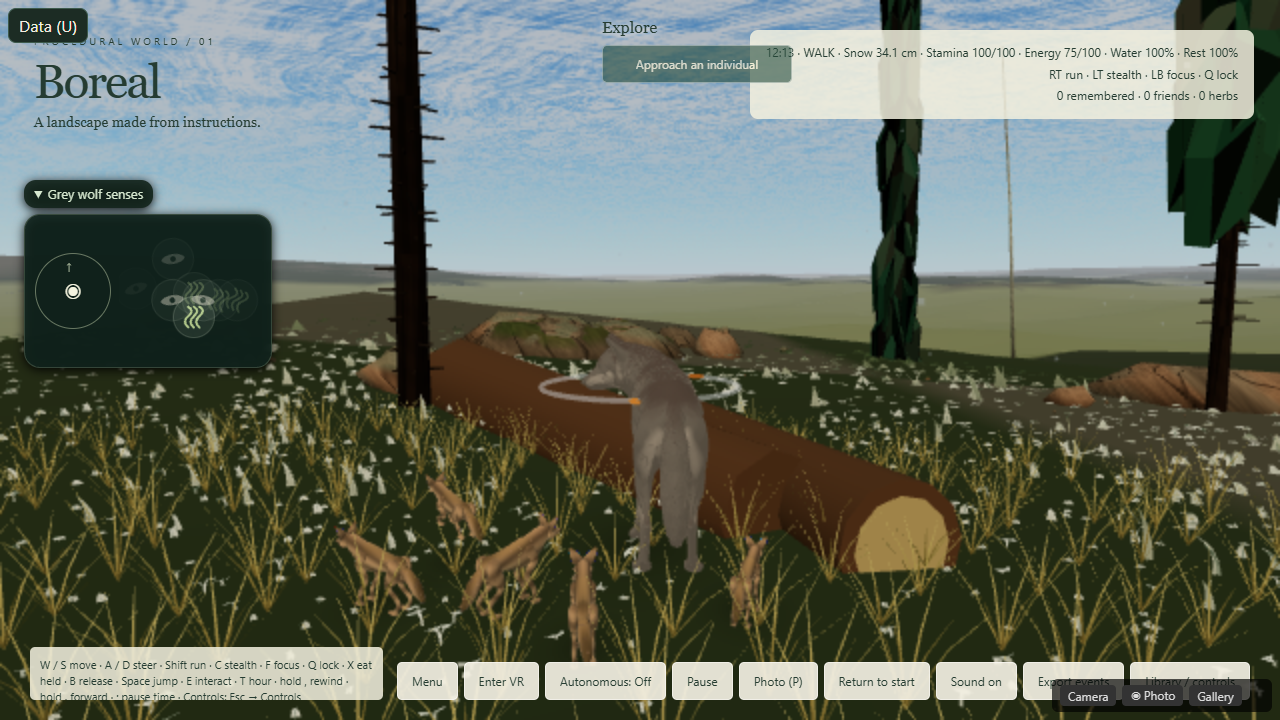 Data (U)
PROCEDURAL WORLD / 01
Boreal
A landscape made from instructions.
Explore
Approach an individual
12:13 · WALK · Snow 34.1 cm · Stamina 100/100 · Energy 75/100 · Water 100% · Rest 100%
RT run · LT stealth · LB focus · Q lock
0 remembered · 0 friends · 0 herbs
▼ Grey wolf senses
W / S move · A / D steer · Shift run · C stealth · F focus · Q lock · X eat
held · B release · Space jump · E interact · T hour · hold , rewind ·
hold . forward · ; pause time · Controls: Esc → Controls
Menu
Enter VR
Autonomous: Off
Pause
Photo (P)
Return to start
Sound on
Export events
Library / controls
Camera
◉ Photo
Gallery